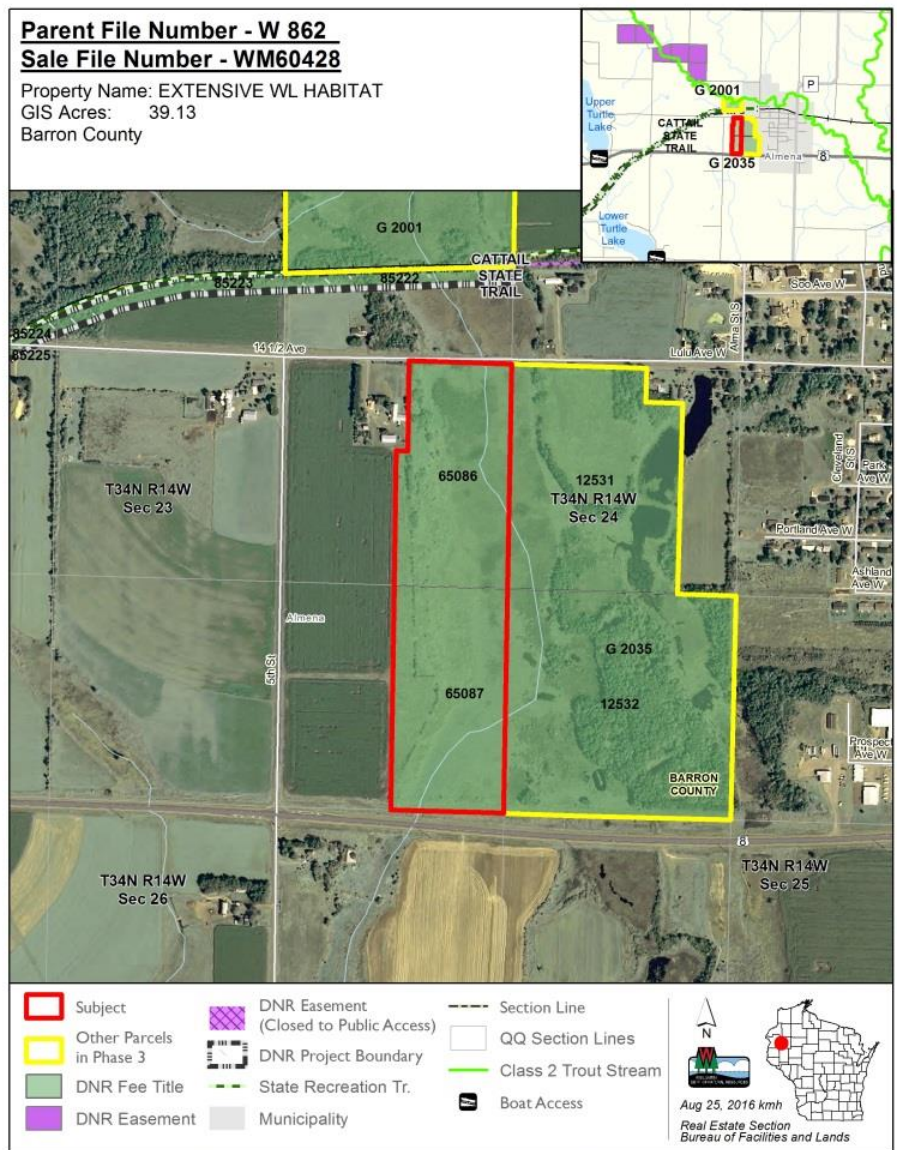 Parent File Number - W 862
Sale File Number - WM60428
Property Name: EXTENSIVE WL HABITAT
GIS Acres: 39.13
Barron County
P
G 2001
Upper
Turtle
Lake
CATTAIL
STATE
TRAIL
G 2035
Almena
8
Lower
Turtle
Lake
G 2001
CATTAIL
STATE
TRAIL
85223
85222
85224
85225
Soo Ave W
Alma St S
14 1/2 Ave
Lulu Ave W
65086
12531
T34N R14W
Sec 24
T34N R14W
Sec 23
Cleveland
St S
Park
Ave W
Portland Ave W
Ashland
Ave W
Almena
5th St
G 2035
65087
12532
Prospect
Ave W
BARRON
COUNTY
8
T34N R14W
Sec 26
T34N R14W
Sec 25
Subject
Other Parcels
in Phase 3
DNR Fee Title
DNR Easement
DNR Easement
(Closed to Public Access)
DNR Project Boundary
State Recreation Tr.
Municipality
Section Line
QQ Section Lines
Class 2 Trout Stream
Boat Access
N
W
Aug 25, 2016 kmh
Real Estate Section
Bureau of Facilities and Lands